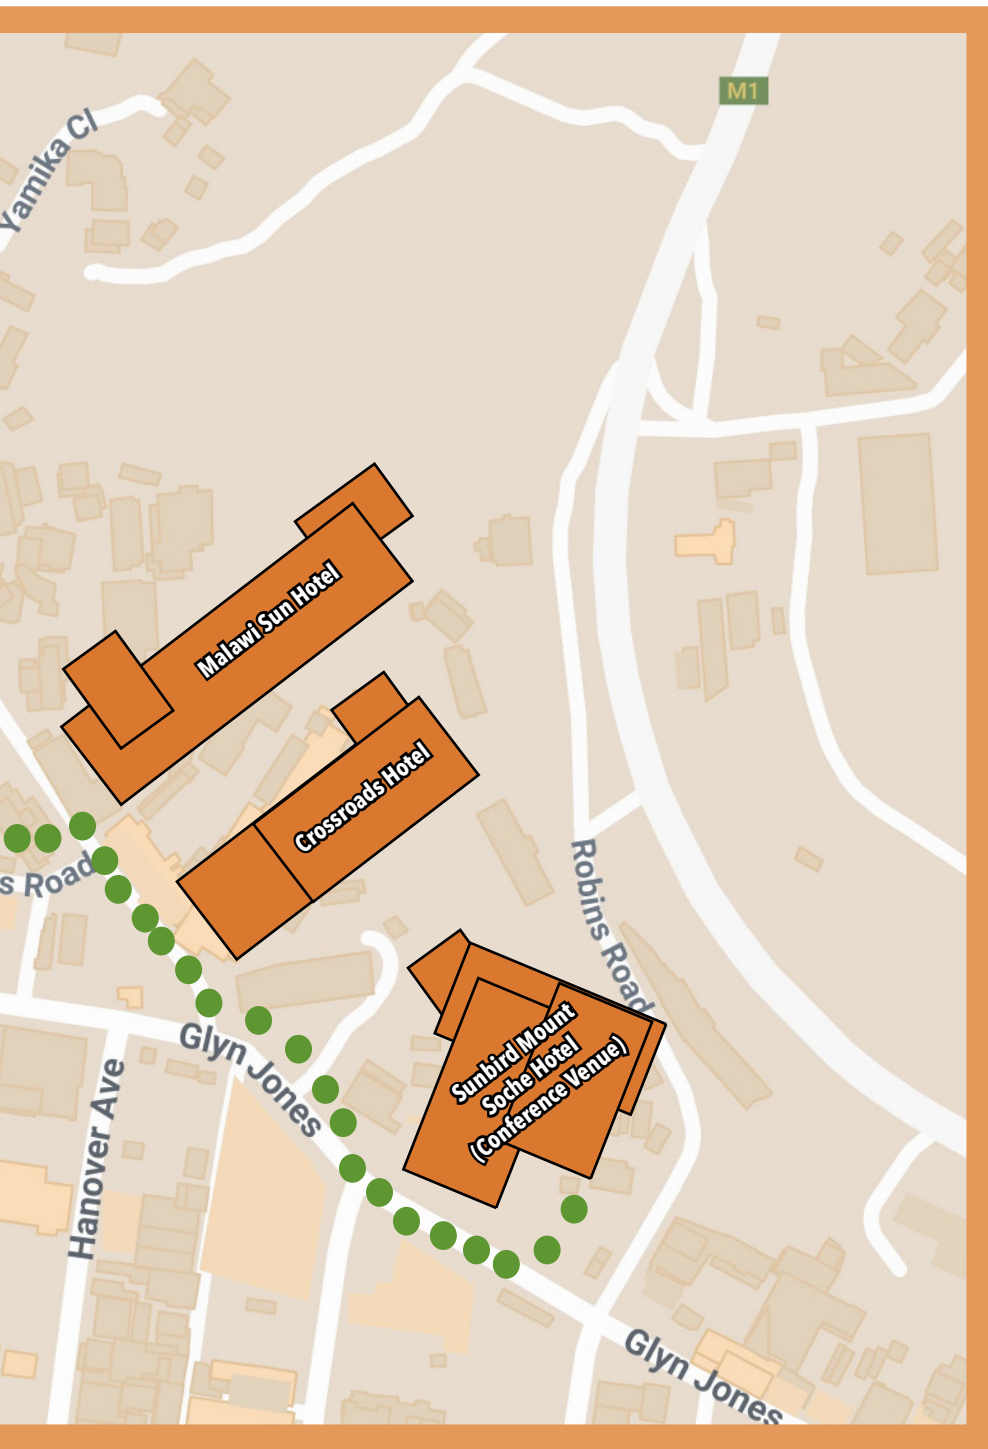 M1
Yamika Cl
Malawi Sun Hotel
Crossroads Hotel
Robins Road
s Road
Sunbird Mount
Soche Hotel
(Conference Venue)
Glyn Jones
Hanover Ave
Glyn Jones